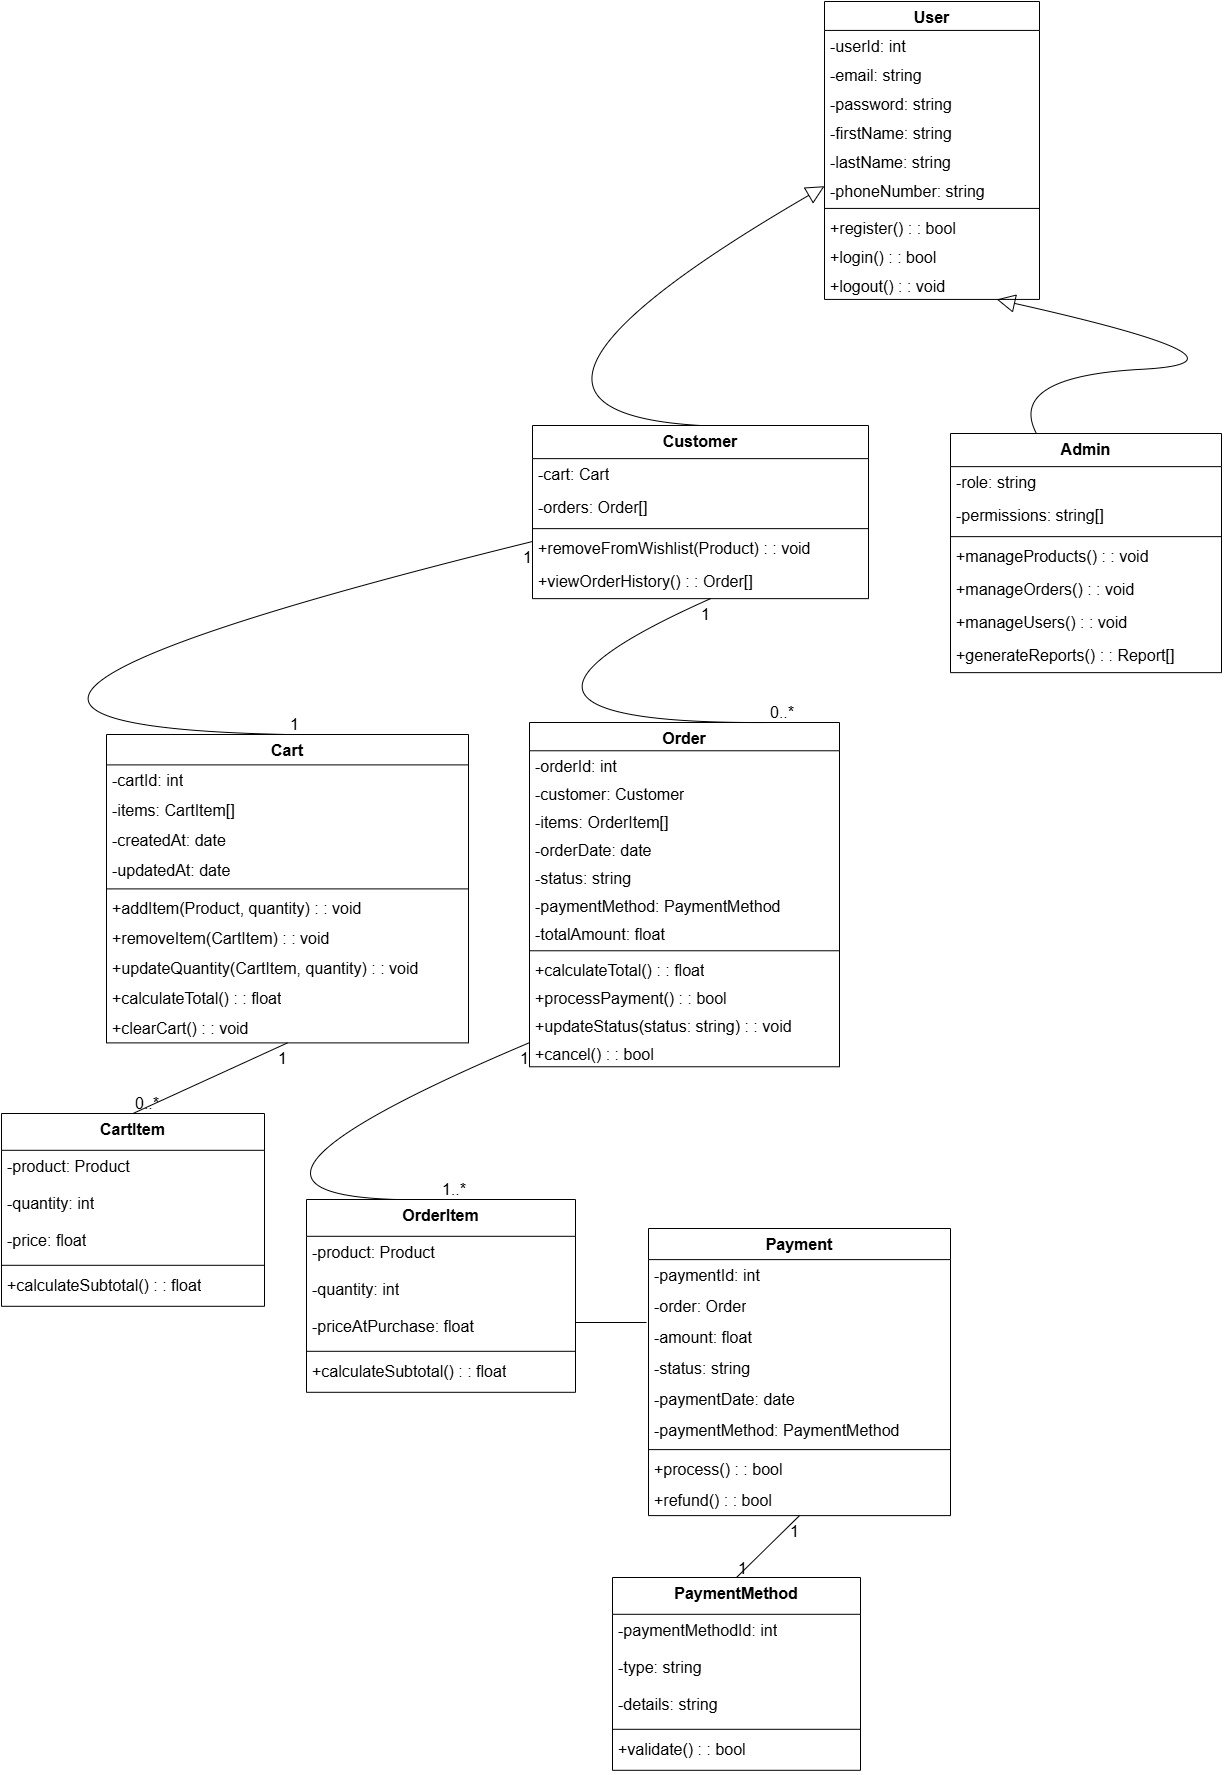 User
-userId: int
-email: string
-password: string
-firstName: string
-lastName: string
-phoneNumber: string
+register() : : bool
+login() : : bool
+logout() : : void
Customer
-cart: Cart
-orders: Order[]
+removeFromWishlist(Product) : : void
+viewOrderHistory() : : Order[]
Admin
-role: string
-permissions: string[]
+manageProducts() : : void
+manageOrders() : : void
+manageUsers() : : void
+generateReports() : : Report[]
1
1
1
0..*
Cart
-cartId: int
-items: CartItem[]
-createdAt: date
-updatedAt: date
+addItem(Product, quantity) : : void
+removeItem(CartItem) : : void
+updateQuantity(CartItem, quantity) : : void
+calculateTotal() : : float
+clearCart() : : void
Order
-orderId: int
-customer: Customer
-items: OrderItem[]
-orderDate: date
-status: string
-paymentMethod: PaymentMethod
-totalAmount: float
+calculateTotal() : : float
+processPayment() : : bool
+updateStatus(status: string) : : void
+cancel() : : bool
1
0..*
1
1..*
CartItem
-product: Product
-quantity: int
-price: float
+calculateSubtotal() : : float
OrderItem
-product: Product
-quantity: int
-priceAtPurchase: float
+calculateSubtotal() : : float
Payment
-paymentId: int
-order: Order
-amount: float
-status: string
-paymentDate: date
-paymentMethod: PaymentMethod
+process() : : bool
+refund() : : bool
1
1
PaymentMethod
-paymentMethodId: int
-type: string
-details: string
+validate() : : bool